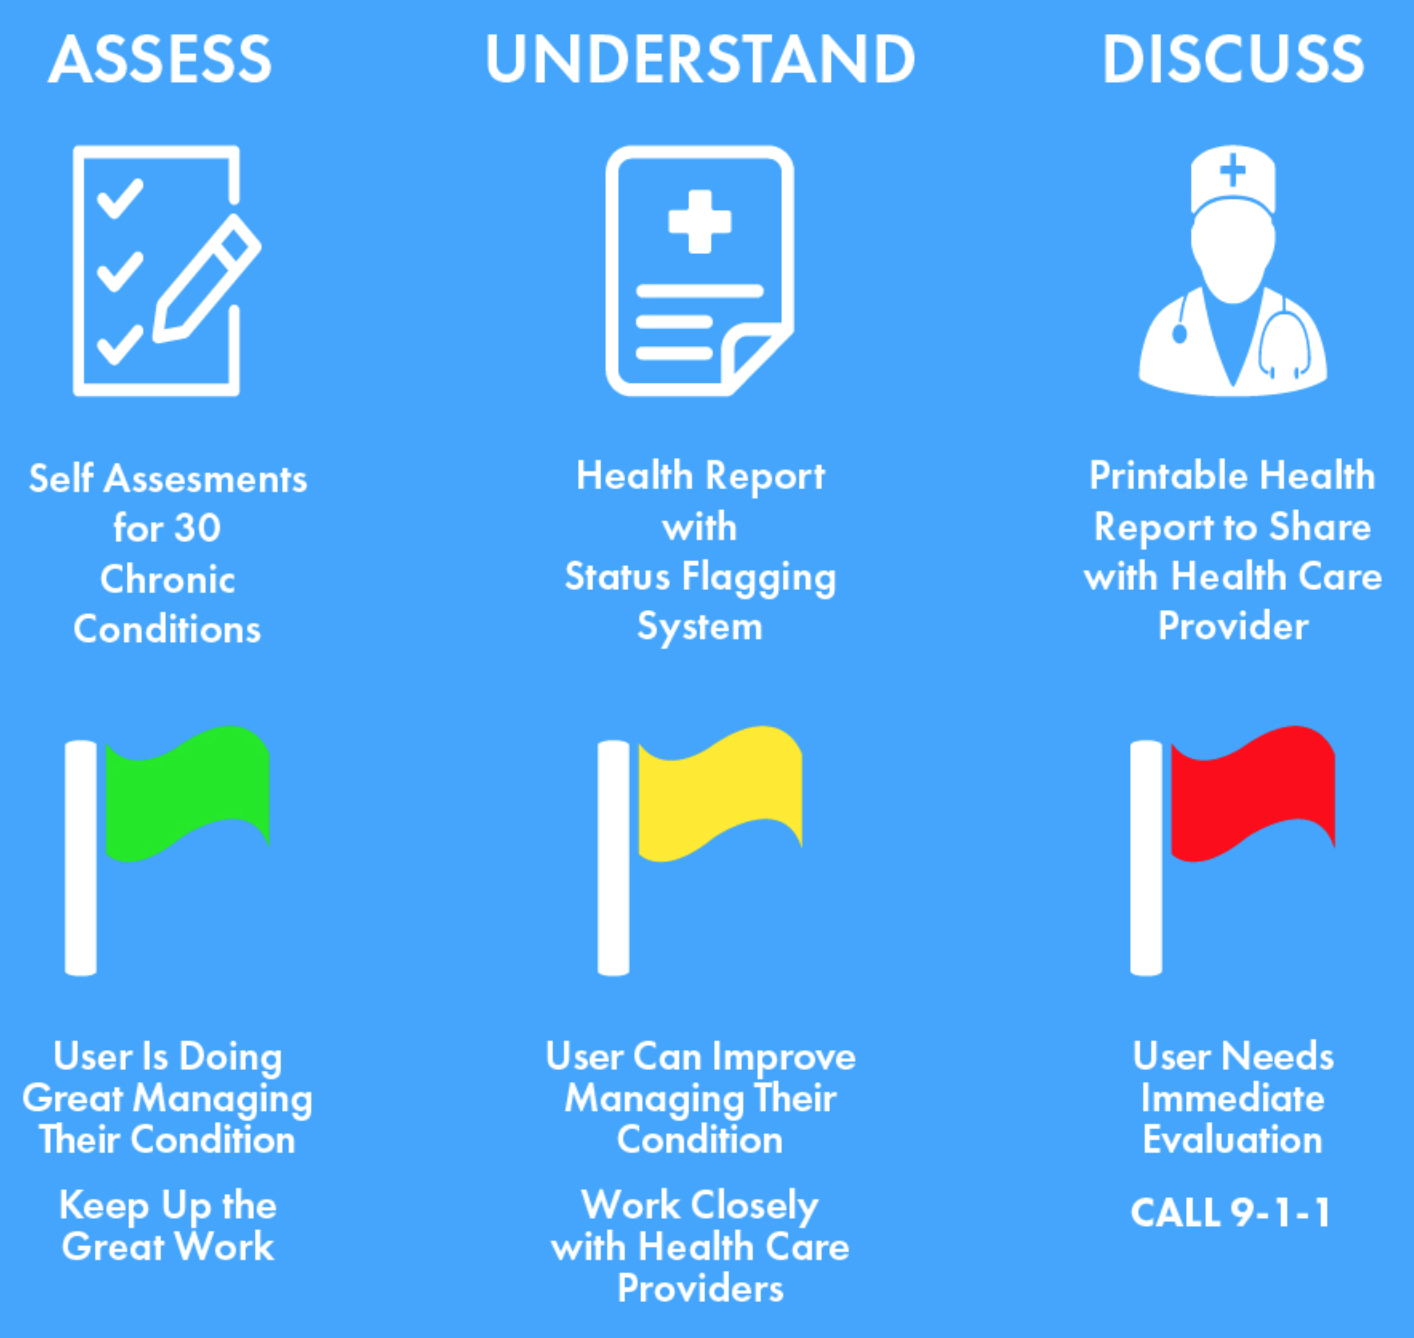 ASSESS
UNDERSTAND
DISCUSS
Self Assesments
for 30
Chronic
Conditions
Health Report
with
Status Flagging
System
Printable Health
Report to Share
with Health Care
Provider
User Is Doing
Great Managing
Their Condition
Keep Up the
Great Work
User Can Improve
Managing Their
Condition
Work Closely
with Health Care
Providers
User Needs
Immediate
Evaluation
CALL 9-1-1